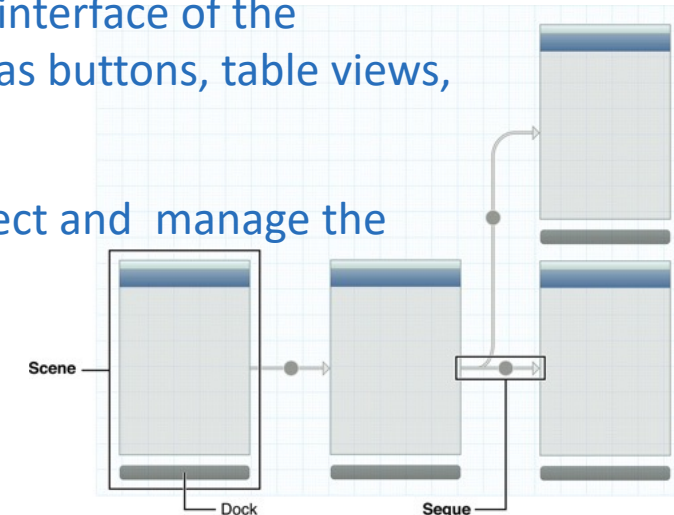 interface of the
as buttons, table views,
ect and manage the
Scene
Dock
Segue